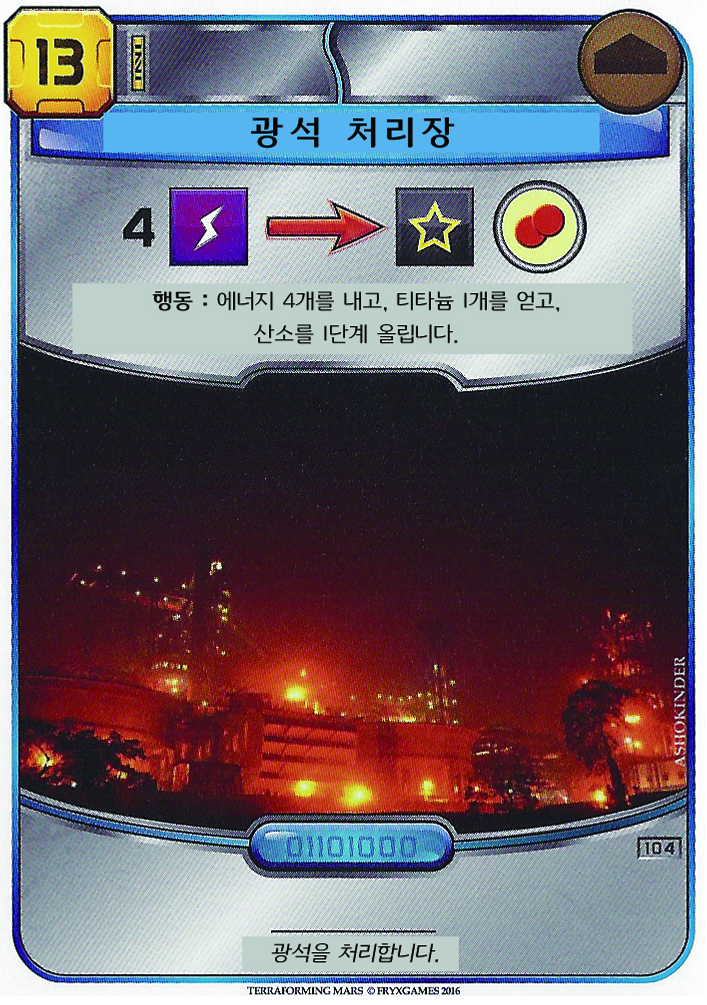 13
광석 처리장
4
행동 : 에너지 4개를 내고, 티타늄 1개를 얻고,
산소를 1단계 올립니다.
ASHOKINDER
01101000
104
광석을 처리합니다.
TERRAFORMING MARS © FRYXGAMES 2016